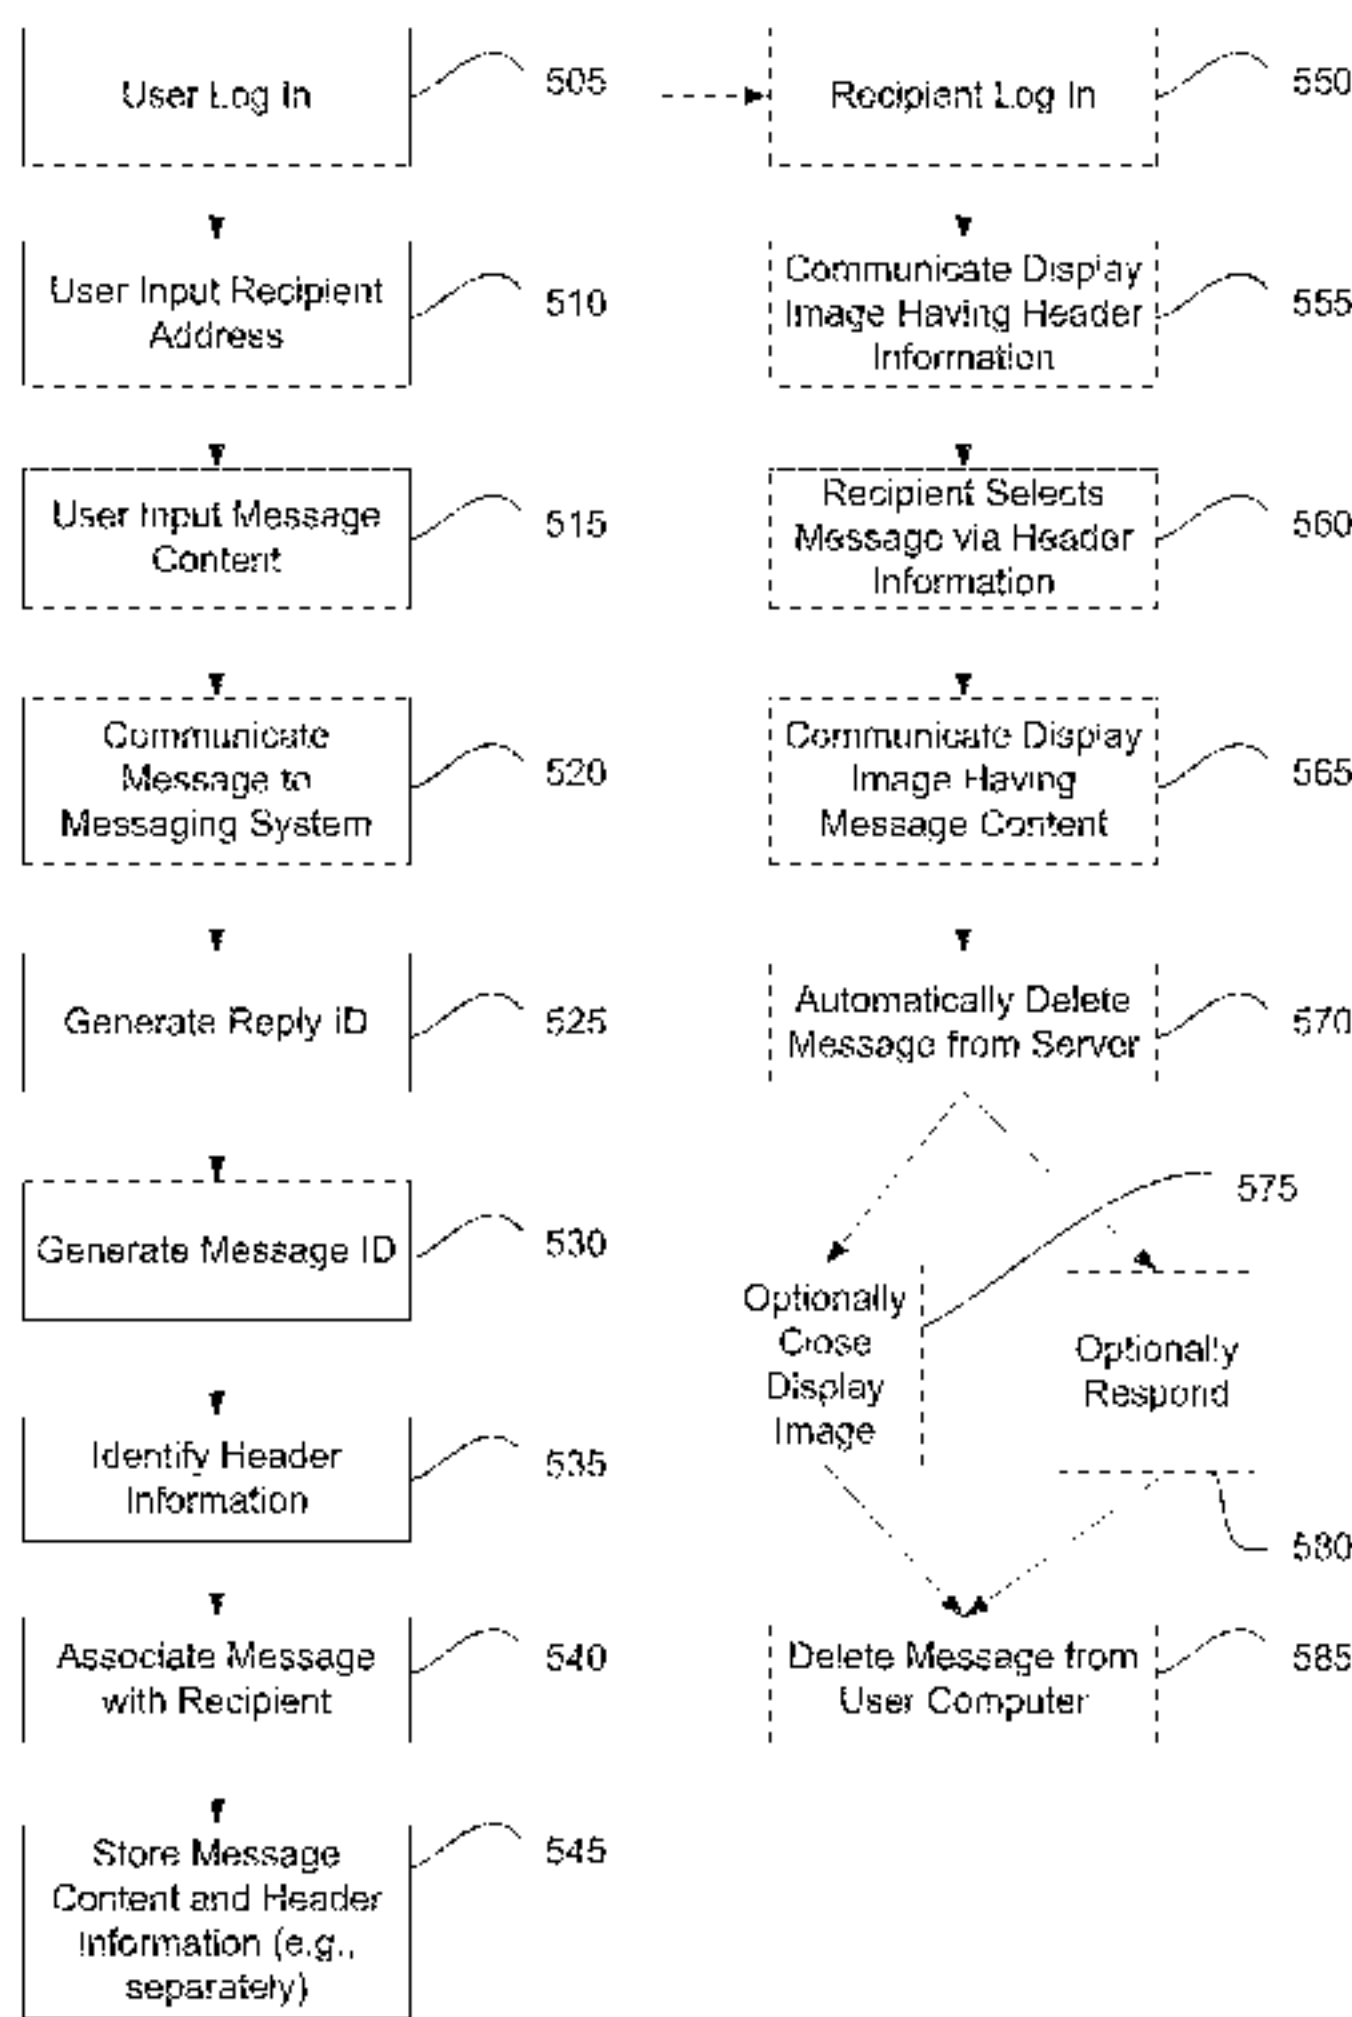 User Log In
505
User Input Recipient
Address
510
User Input Message
Content
515
Communicate
Message to
Messaging System
520
Generate Reply ID
525
Generate Message ID
530
Identify Header
Information
535
Associate Message
with Recipient
540
Store Message
Content and Header
Information (e.g.,
separately)
545
Recipient Log In
550
Communicate Display
Image Having Header
Information
555
Recipient Selects
Message via Header
Information
560
Communicate Display
Image Having
Message Content
565
Automatically Delete
Message from Server
570
575
Optionally
Close
Display
Image
Optionally
Respond
580
Delete Message from
User Computer
585